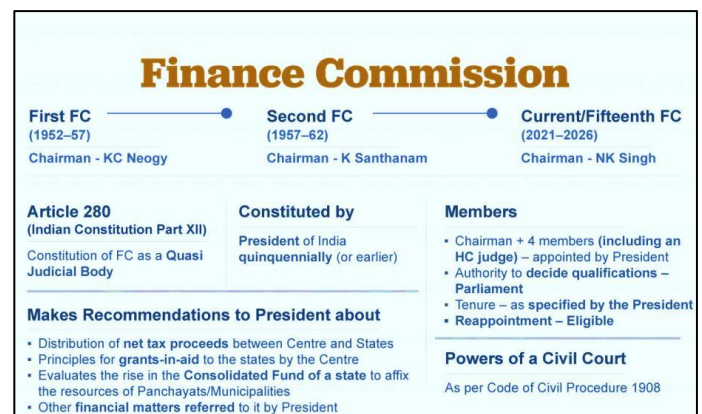 Finance Commission
First FC
(1952–57)
Chairman - KC Neogy
Second FC
(1957–62)
Chairman - K Santhanam
Current/Fifteenth FC
(2021–2026)
Chairman - NK Singh
Article 280
(Indian Constitution Part XII)
Constitution of FC as a Quasi
Judicial Body
Constituted by
President of India
quinquennially (or earlier)
Members
▪ Chairman + 4 members (including an
HC judge) – appointed by President
▪ Authority to decide qualifications –
Parliament
▪ Tenure – as specified by the President
▪ Reappointment – Eligible
Makes Recommendations to President about
▪ Distribution of net tax proceeds between Centre and States
▪ Principles for grants-in-aid to the states by the Centre
▪ Evaluates the rise in the Consolidated Fund of a state to affix
the resources of Panchayats/Municipalities
▪ Other financial matters referred to it by President
Powers of a Civil Court
As per Code of Civil Procedure 1908